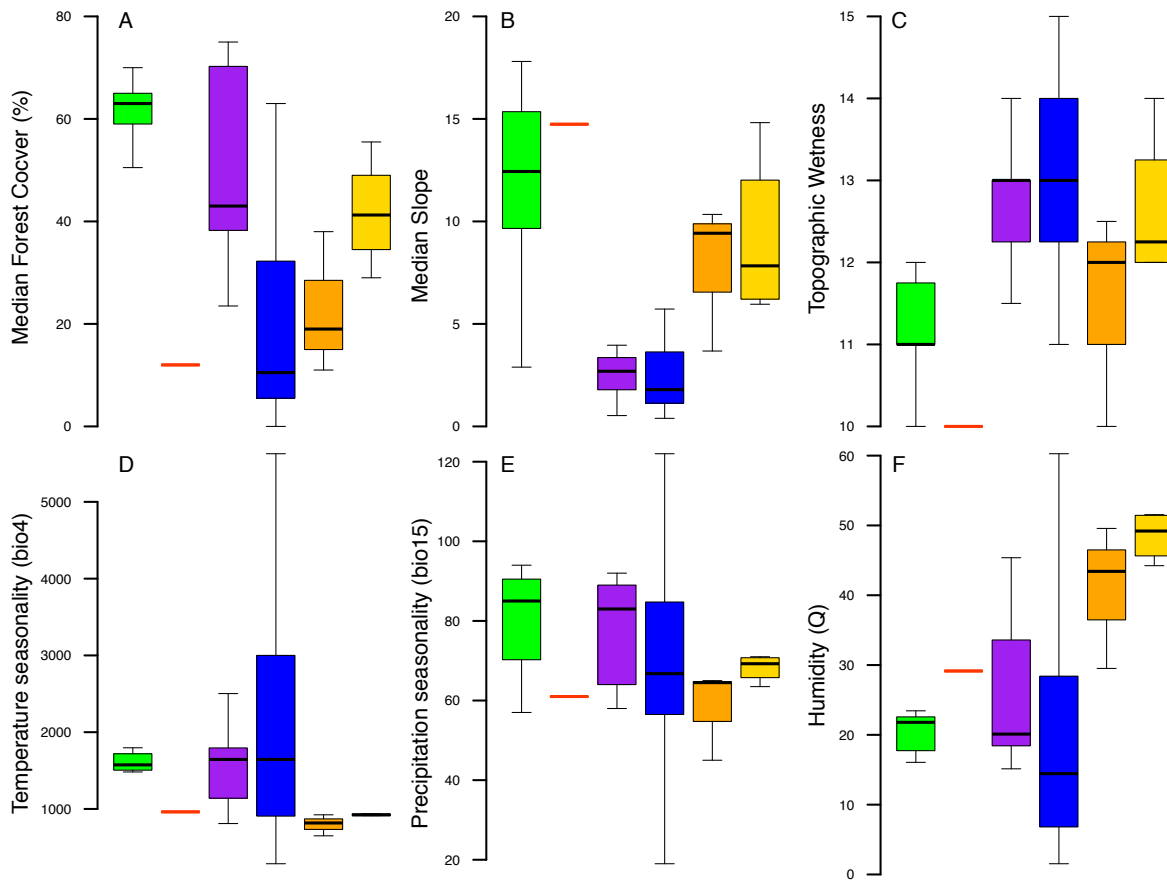 A
Median Forest Cocver (%)
80
60
40
20
0
B
Median Slope
20
15
10
5
0
C
Topographic Wetness
15
14
13
12
11
10
D
Temperature seasonality (bio4)
5000
4000
3000
2000
1000
E
Precipitation seasonality (bio15)
120
100
80
60
40
20
F
Humidity (Q)
60
50
40
30
20
10
0